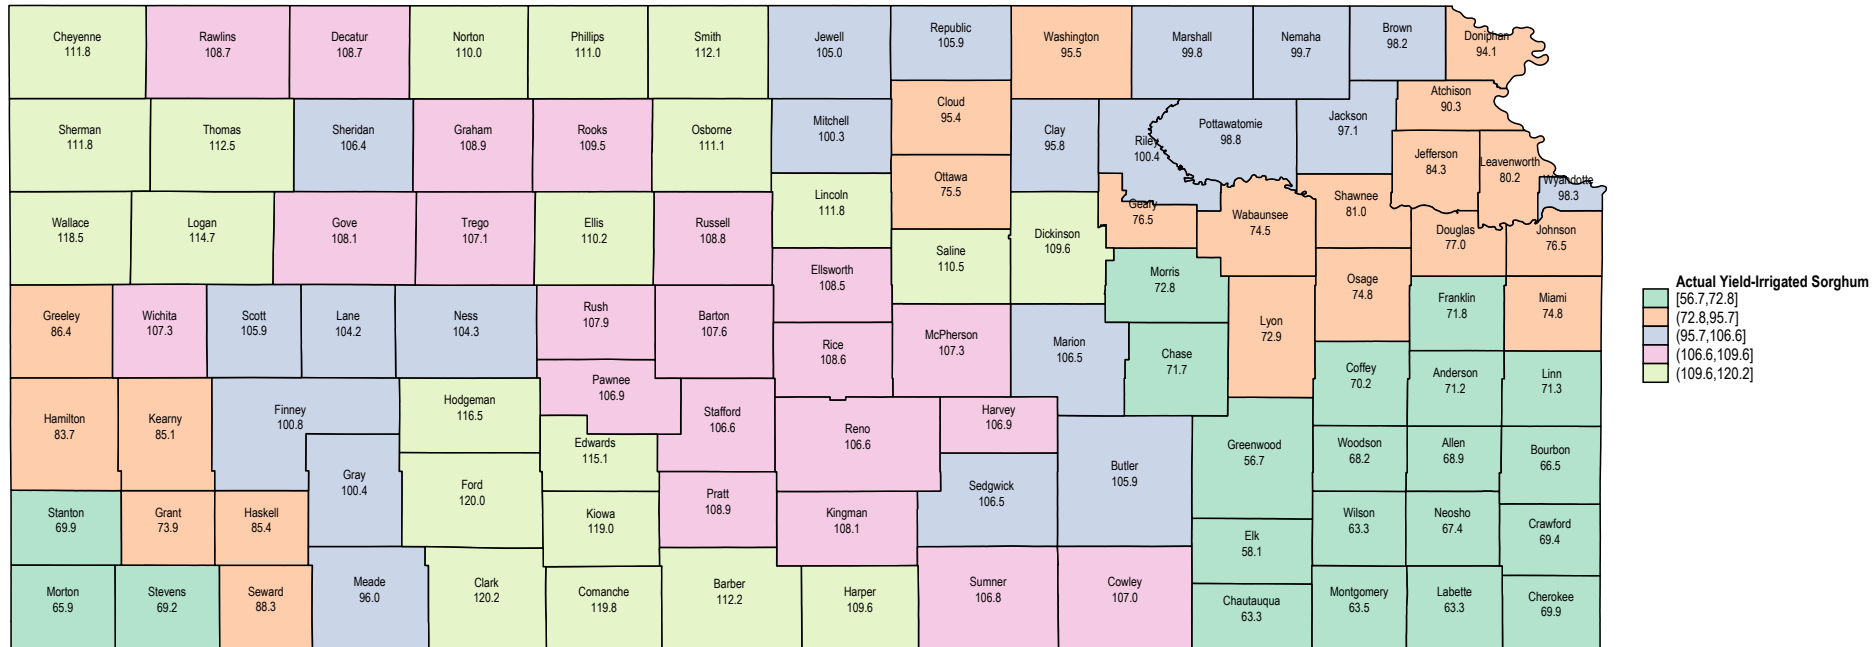 Cheyenne
111.8
Rawlins
108.7
Decatur
108.7
Norton
110.0
Phillips
111.0
Smith
112.1
Jewell
105.0
Republic
105.9
Washington
95.5
Marshall
99.8
Nemaha
99.7
Brown
98.2
Doniphan
94.1
Sherman
111.8
Thomas
112.5
Sheridan
106.4
Graham
108.9
Rooks
109.5
Osborne
111.1
Mitchell
100.3
Cloud
95.4
Clay
95.8
Riley
100.4
Pottawatomie
98.8
Jackson
97.1
Atchison
90.3
Jefferson
84.3
Leavenworth
80.2
Wyandotte
98.3
Wallace
118.5
Logan
114.7
Gove
108.1
Trego
107.1
Ellis
110.2
Russell
108.8
Lincoln
111.8
Ottawa
75.5
Saline
110.5
Dickinson
109.6
Geary
76.5
Wabaunsee
74.5
Shawnee
81.0
Douglas
77.0
Johnson
76.5
Greeley
86.4
Wichita
107.3
Scott
105.9
Lane
104.2
Ness
104.3
Rush
107.9
Barton
107.6
Ellsworth
108.5
Rice
108.6
McPherson
107.3
Marion
106.5
Morris
72.8
Chase
71.7
Lyon
72.9
Osage
74.8
Franklin
71.8
Miami
74.8
Actual Yield-Irrigated Sorghum
[56.7,72.8]
(72.8,95.7]
(95.7,106.6]
(106.6,109.6]
(109.6,120.2]
Hamilton
83.7
Kearny
85.1
Finney
100.8
Gray
100.4
Hodgeman
116.5
Pawnee
106.9
Edwards
115.1
Stafford
106.6
Reno
106.6
Harvey
106.9
Sedgwick
106.5
Butler
105.9
Greenwood
56.7
Coffey
70.2
Anderson
71.2
Linn
71.3
Woodson
68.2
Allen
68.9
Bourbon
66.5
Stanton
69.9
Grant
73.9
Haskell
85.4
Ford
120.0
Kiowa
119.0
Pratt
108.9
Kingman
108.1
Elk
58.1
Wilson
63.3
Neosho
67.4
Crawford
69.4
Morton
65.9
Stevens
69.2
Seward
88.3
Meade
96.0
Clark
120.2
Comanche
119.8
Barber
112.2
Harper
109.6
Sumner
106.8
Cowley
107.0
Chautauqua
63.3
Montgomery
63.5
Labette
63.3
Cherokee
69.9